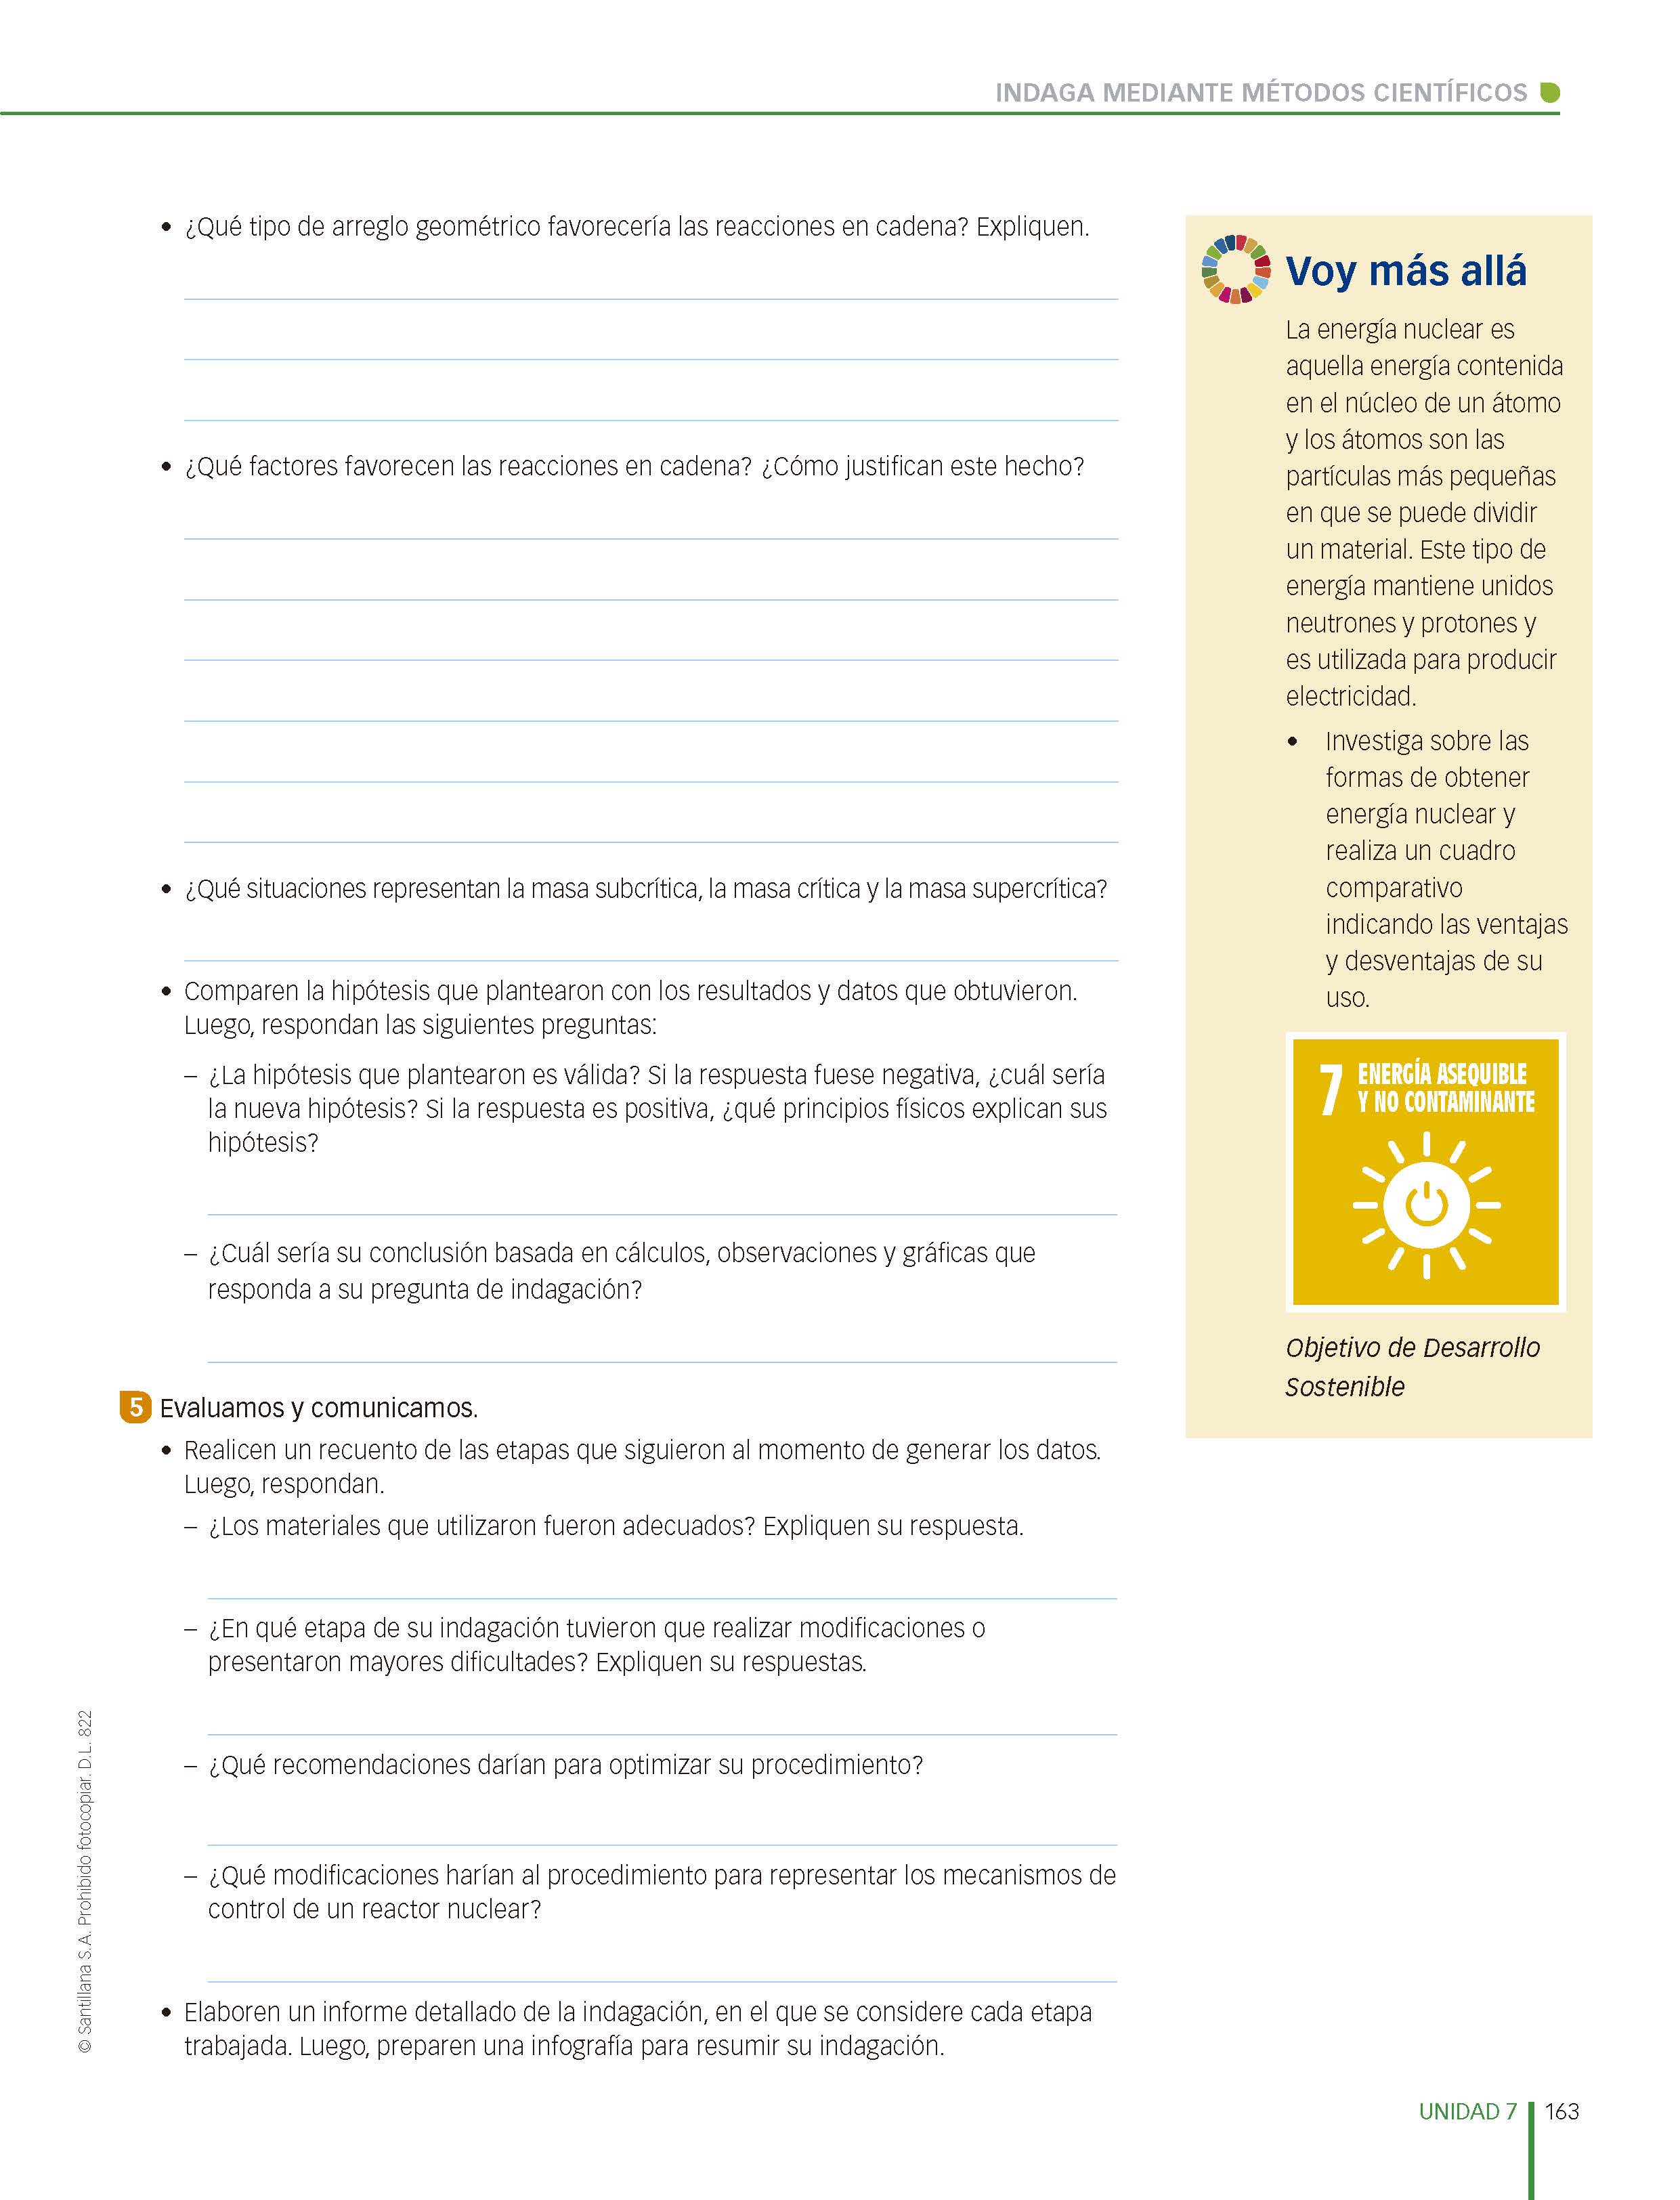 INDAGA MEDIANTE MÉTODOS CIENTÍFICOS
• ¿Qué tipo de arreglo geométrico favorecería las reacciones en cadena? Expliquen.
• ¿Qué factores favorecen las reacciones en cadena? ¿Cómo justifican este hecho?
• ¿Qué situaciones representan la masa subcrítica, la masa crítica y la masa supercrítica?
• Comparen la hipótesis que plantearon con los resultados y datos que obtuvieron.
Luego, respondan las siguientes preguntas:
– ¿La hipótesis que plantearon es válida? Si la respuesta fuese negativa, ¿cuál sería
la nueva hipótesis? Si la respuesta es positiva, ¿qué principios físicos explican sus
hipótesis?
– ¿Cuál sería su conclusión basada en cálculos, observaciones y gráficas que
responda a su pregunta de indagación?
5 Evaluamos y comunicamos.
• Realicen un recuento de las etapas que siguieron al momento de generar los datos.
Luego, respondan.
– ¿Los materiales que utilizaron fueron adecuados? Expliquen su respuesta.
– ¿En qué etapa de su indagación tuvieron que realizar modificaciones o
presentaron mayores dificultades? Expliquen su respuestas.
– ¿Qué recomendaciones darían para optimizar su procedimiento?
– ¿Qué modificaciones harían al procedimiento para representar los mecanismos de
control de un reactor nuclear?
• Elaboren un informe detallado de la indagación, en el que se considere cada etapa
trabajada. Luego, preparen una infografía para resumir su indagación.
Voy más allá
La energía nuclear es
aquella energía contenida
en el núcleo de un átomo
y los átomos son las
partículas más pequeñas
en que se puede dividir
un material. Este tipo de
energía mantiene unidos
neutrones y protones y
es utilizada para producir
electricidad.
• Investiga sobre las
formas de obtener
energía nuclear y
realiza un cuadro
comparativo
indicando las ventajas
y desventajas de su
uso.
7 ENERGÍA ASEQUIBLE
Y NO CONTAMINANTE
Objetivo de Desarrollo
Sostenible
© Santillana S.A. Prohibido fotocopiar. D.L. 822
UNIDAD 7 163